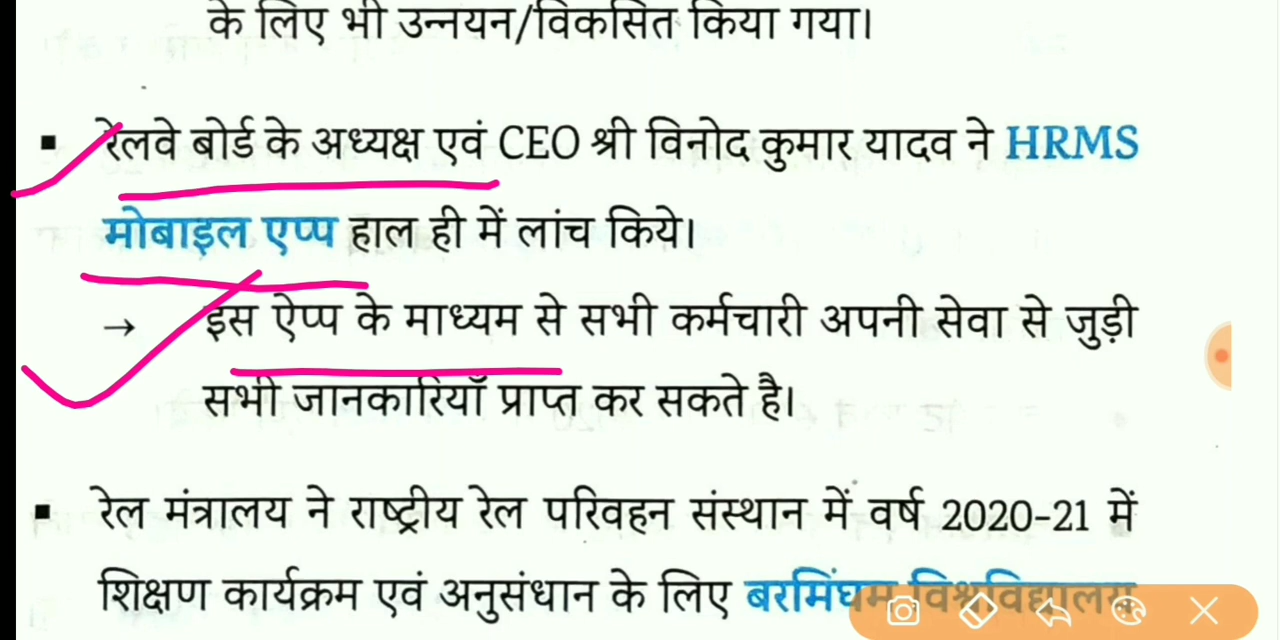 के लिए भी उन्नयन/विकसित किया गया।
▪ रेलवे बोर्ड के अध्यक्ष एवं CEO श्री विनोद कुमार यादव ने HRMS
मोबाइल एप्प हाल ही में लांच किये।
→ इस ऐप्प के माध्यम से सभी कर्मचारी अपनी सेवा से जुड़ी
सभी जानकारियाँ प्राप्त कर सकते है।
▪ रेल मंत्रालय ने राष्ट्रीय रेल परिवहन संस्थान में वर्ष 2020-21 में
शिक्षण कार्यक्रम एवं अनुसंधान के लिए बरमिंघम विश्वविद्यालय